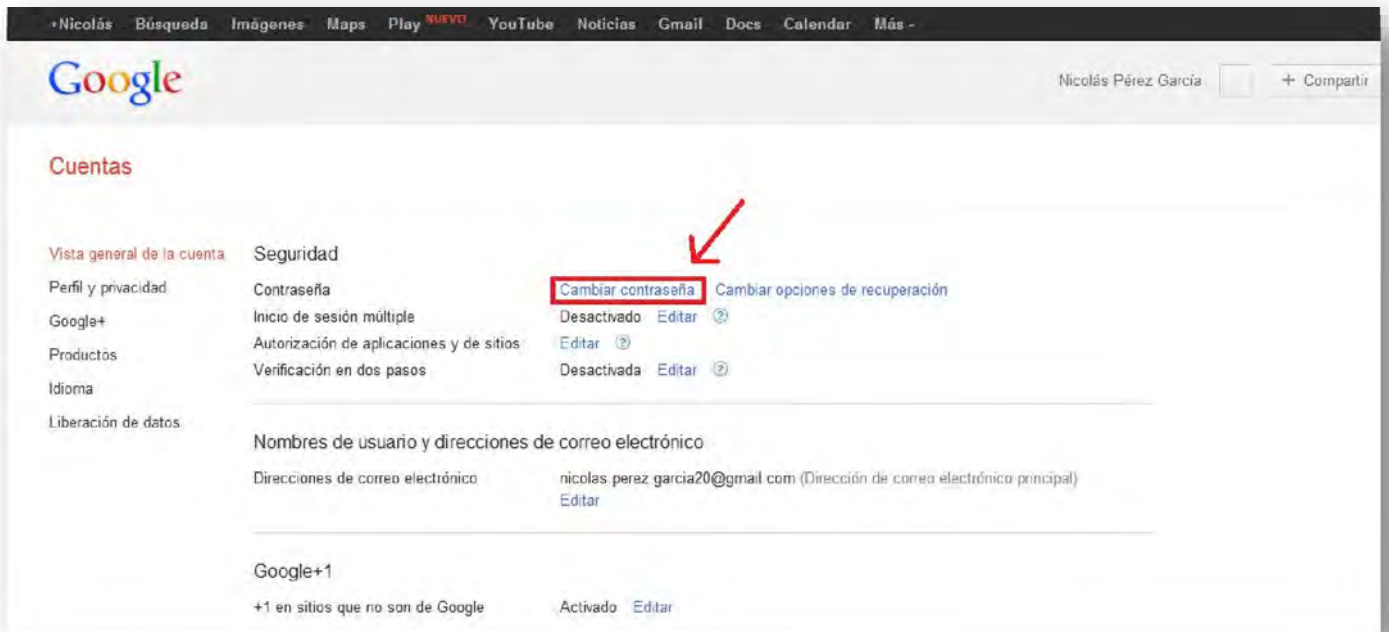 +Nicolás Búsqueda Imágenes Maps Play NUEVO YouTube Noticias Gmail Docs Calendar Más -
Google
Nicolás Pérez García + Compartir
Cuentas
Vista general de la cuenta
Perfil y privacidad
Google+
Productos
Idioma
Liberación de datos
Seguridad
Contraseña Cambiar contraseña Cambiar opciones de recuperación
Inicio de sesión múltiple Desactivado Editar ?
Autorización de aplicaciones y de sitios Editar ?
Verificación en dos pasos Desactivada Editar ?
Nombres de usuario y direcciones de correo electrónico
Direcciones de correo electrónico nicolas.perez.garcia20@gmail.com (Dirección de correo electrónico principal)
Editar
Google+1
+1 en sitios que no son de Google Activado Editar